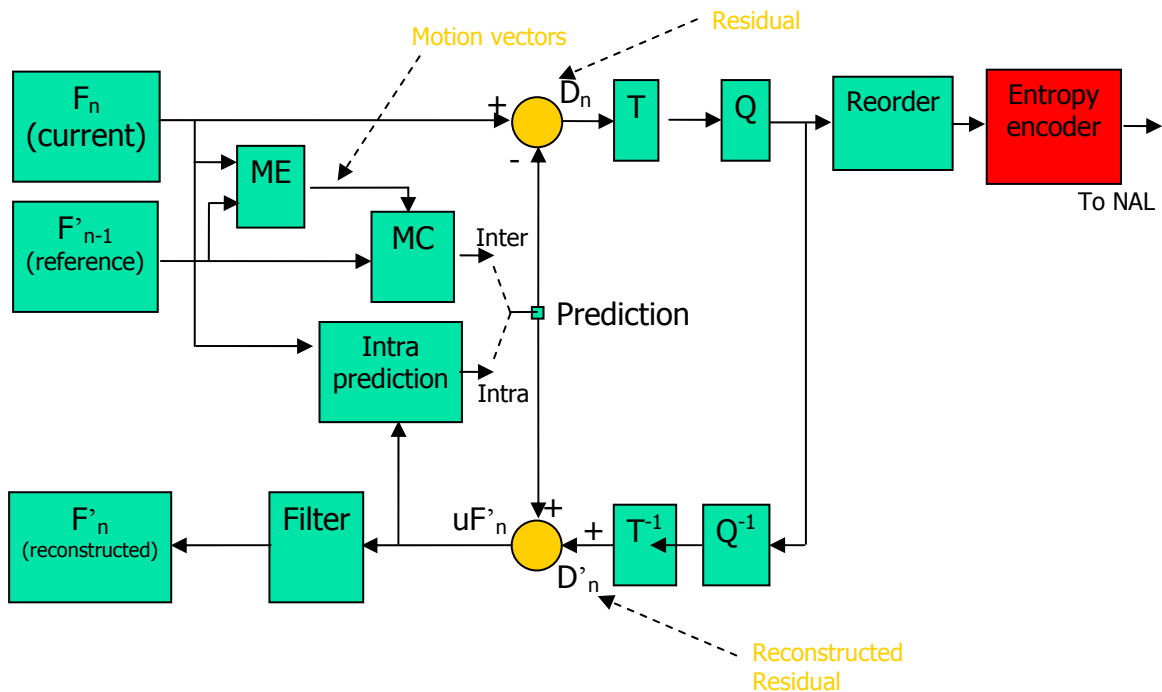 Motion vectors
Residual
Fn
(current)
+
Dn
T
Q
Reorder
Entropy
encoder
-
ME
To NAL
F'n-1
(reference)
MC
Inter
Prediction
Intra
prediction
Intra
F'n
(reconstructed)
Filter
uF'n
+
+
T-1
Q-1
D'n
Reconstructed
Residual